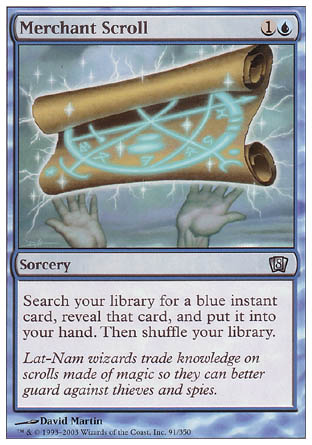 Merchant Scroll 1
Sorcery 8
Search your library for a blue instant
card, reveal that card, and put it into
your hand. Then shuffle your library.
Lat-Nam wizards trade knowledge on
scrolls made of magic so they can better
guard against thieves and spies.
David Martin
™ & © 1993–2003 Wizards of the Coast, Inc. 91/350